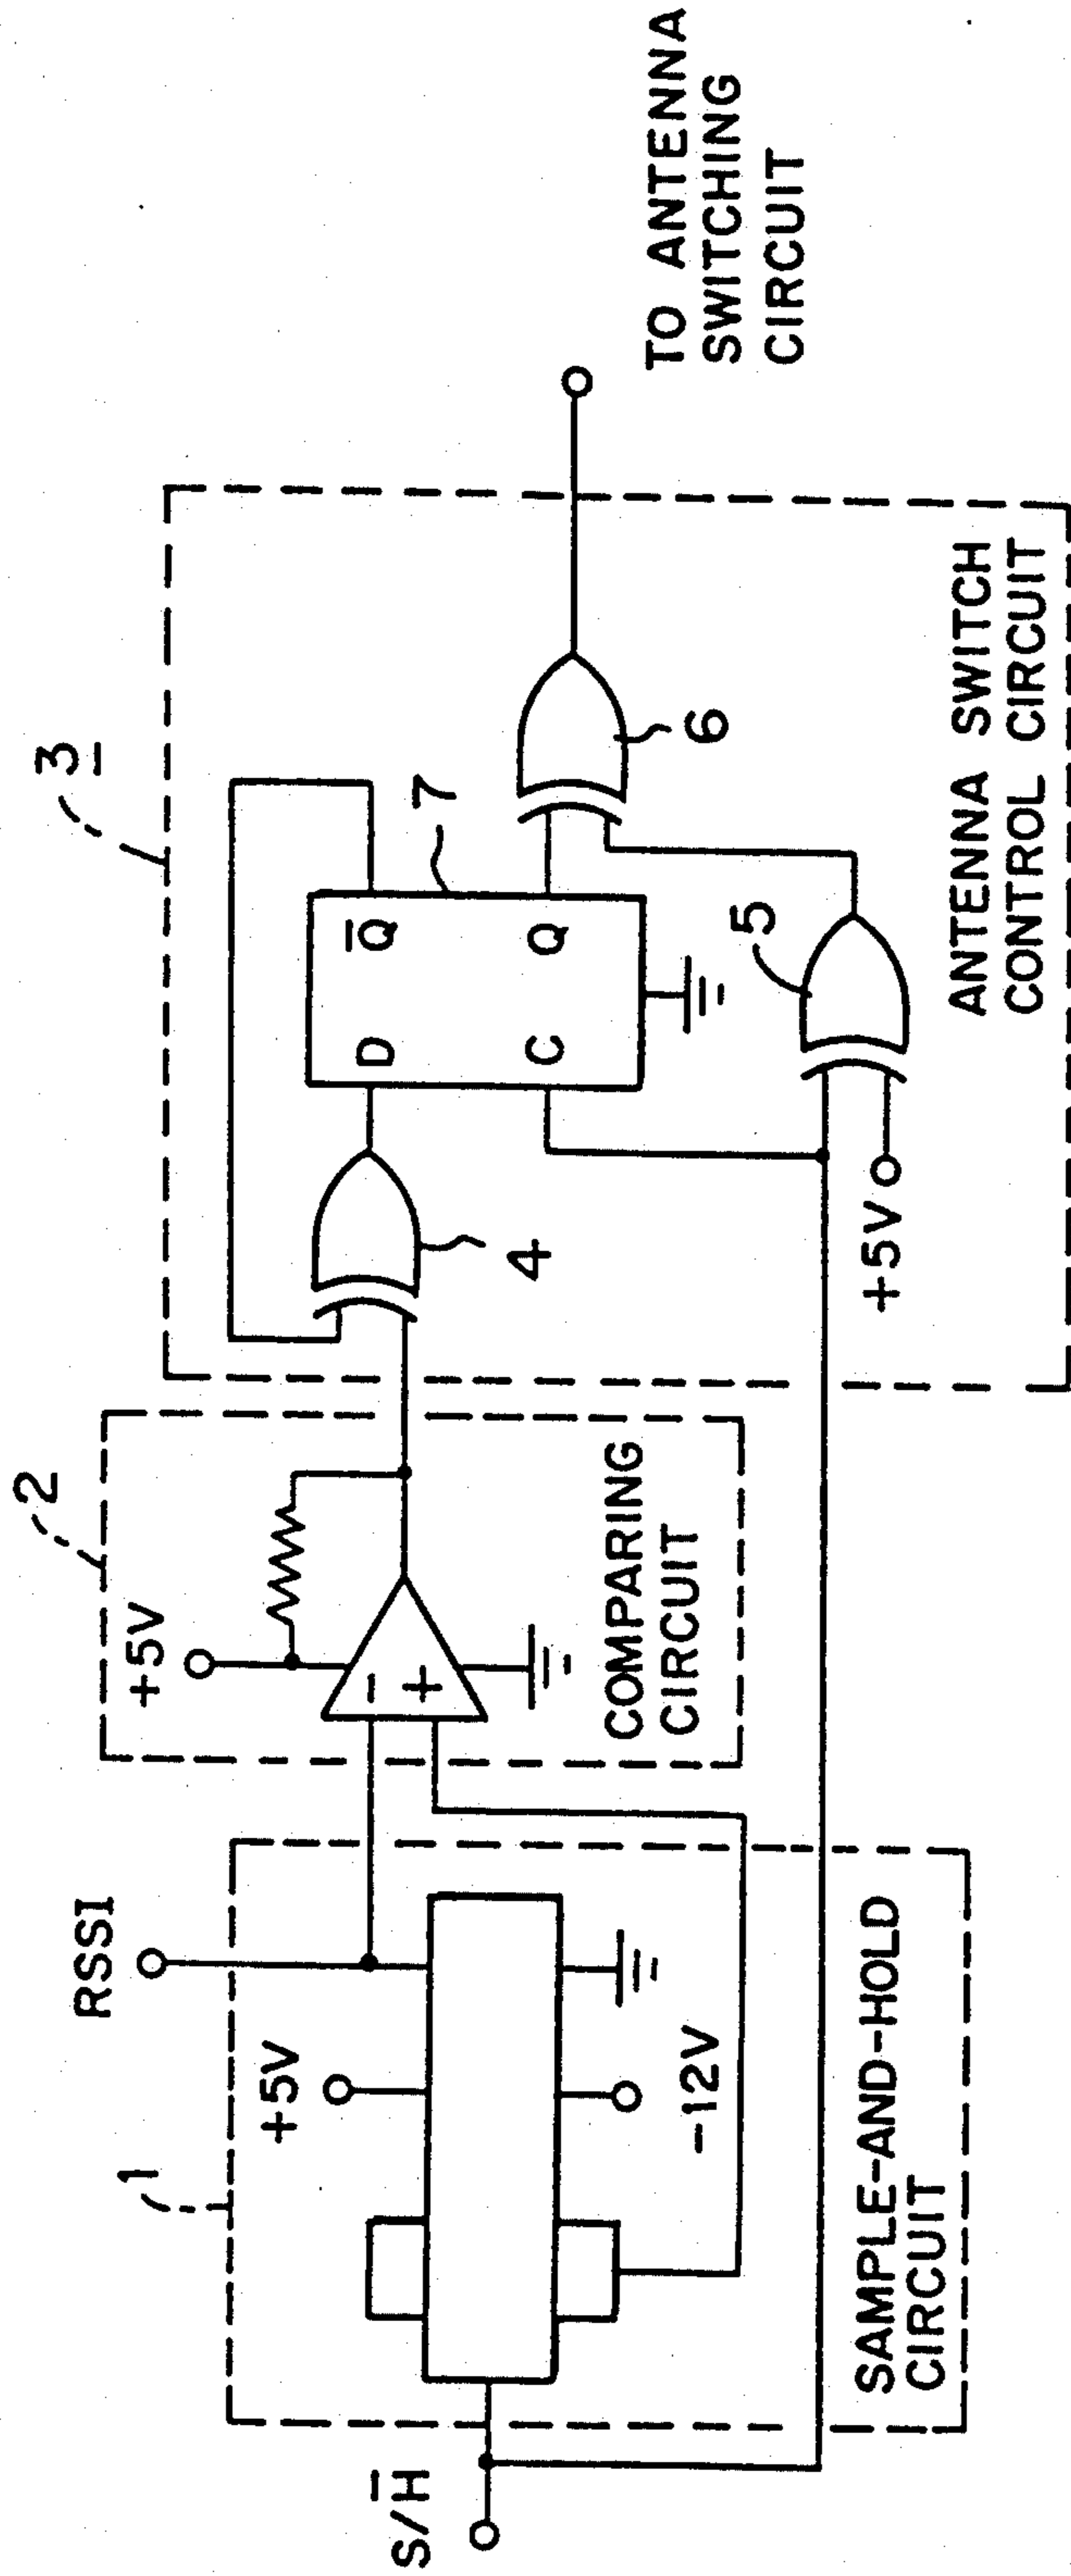 S/H̅
1
+5V
RSSI
-12V
SAMPLE-AND-HOLD
CIRCUIT
2
+5V
-
+
COMPARING
CIRCUIT
3
4
D
Q̅
C
Q
7
+5V
5
6
ANTENNA SWITCH
CONTROL CIRCUIT
TO ANTENNA
SWITCHING
CIRCUIT